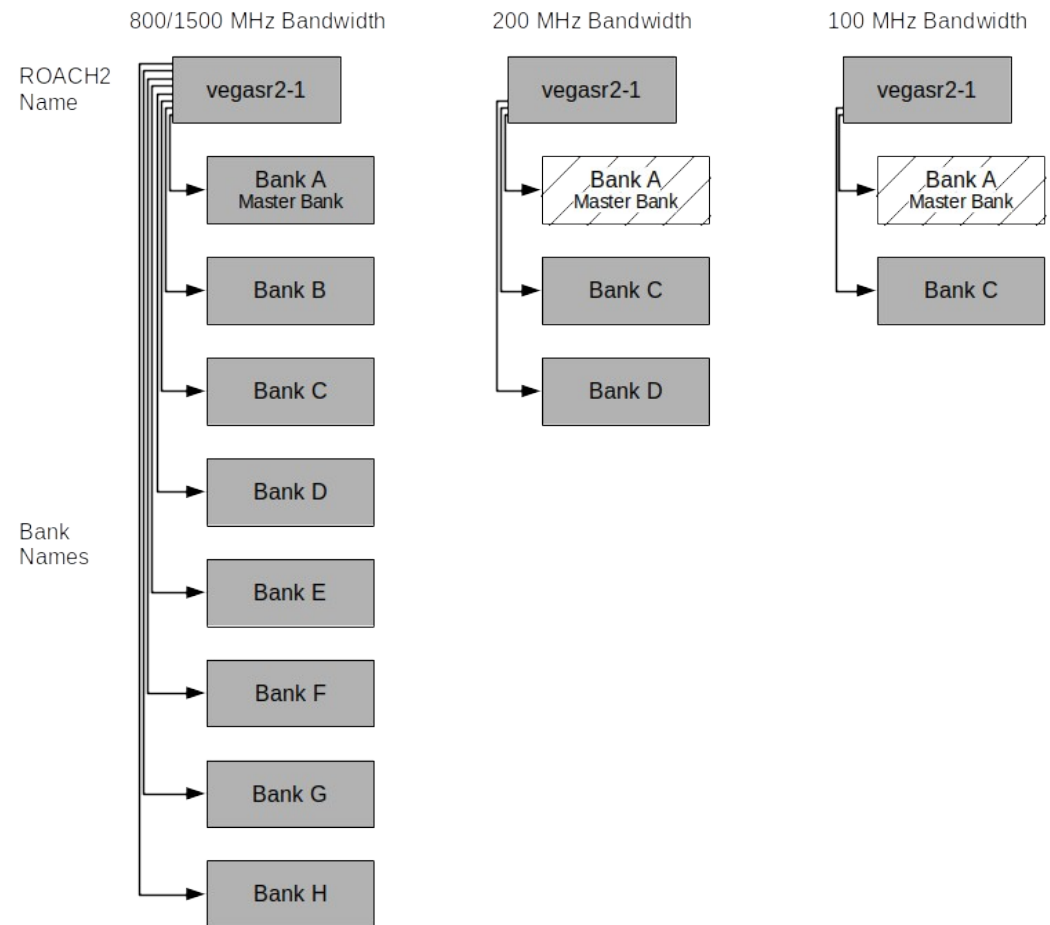 800/1500 MHz Bandwidth
200 MHz Bandwidth
100 MHz Bandwidth
ROACH2
Name
vegasr2-1
vegasr2-1
vegasr2-1
Bank A
Master Bank
Bank A
Master Bank
Bank A
Master Bank
Bank B
Bank C
Bank C
Bank C
Bank D
Bank D
Bank
Names
Bank E
Bank F
Bank G
Bank H